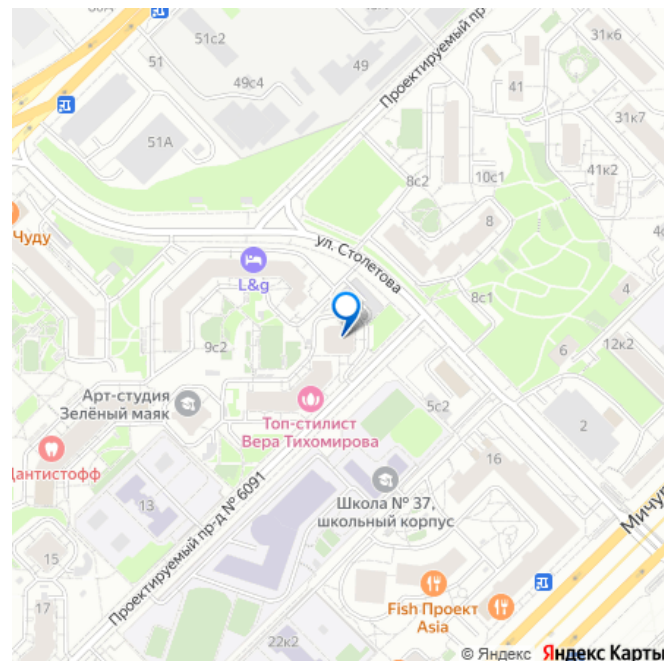 51с2
31к6
51
49
49с4
41
Проектируемый пр-
51А
31к7
8с2
10с1
41к2
8
Чуду
ул. Столетова
L&g
8с1
4
9с2
6
12к2
Арт-студия
Зелёный маяк
Топ-стилист
Вера Тихомирова
5с2
2
Дантистофф
16
13
Школа № 37,
школьный корпус
Мичу
15
Проектируемый пр-д № 6091
17
Fish Проект
Asia
22к2
© Яндекс Яндекс Карты